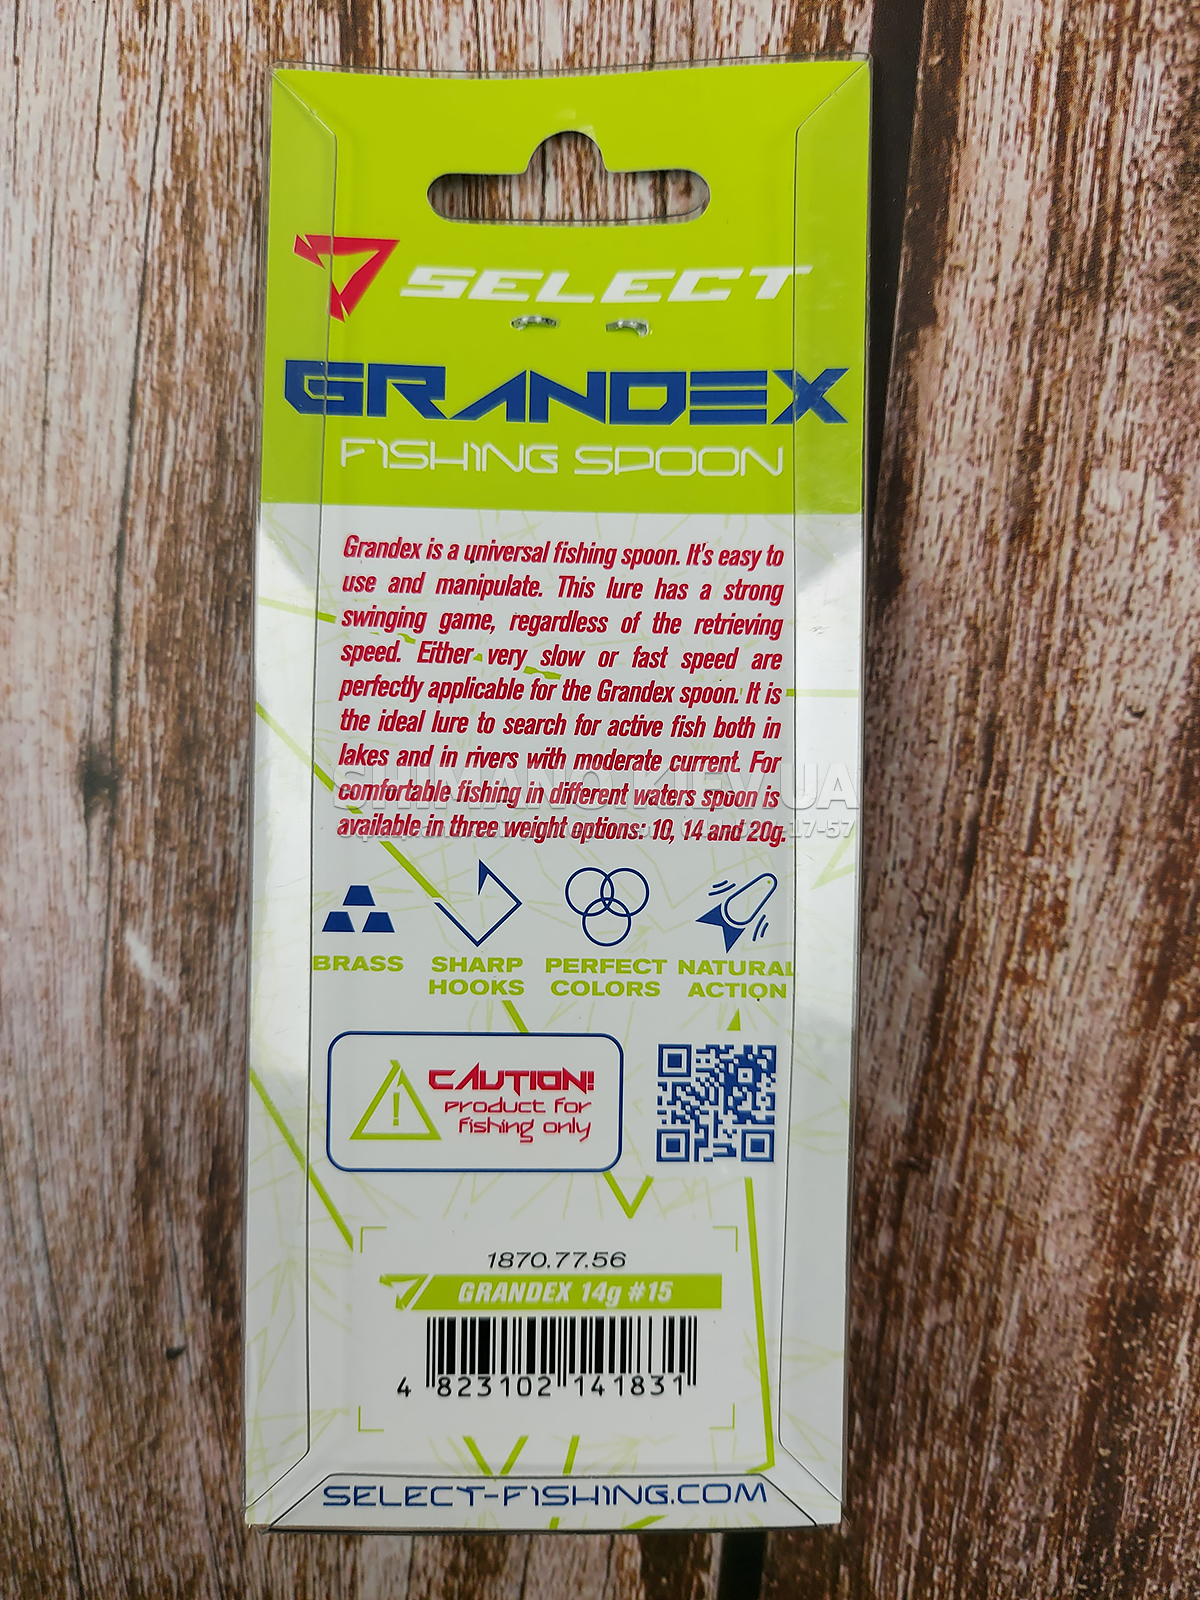 SELECT
GRANDEX
FISHING SPOON
Grandex is a universal fishing spoon. It's easy to
use and manipulate. This lure has a strong
swinging game, regardless of the retrieving
speed. Either very slow or fast speed are
perfectly applicable for the Grandex spoon. It is
the ideal lure to search for active fish both in
lakes and in rivers with moderate current. For
SHIMANO.KIEV.UA
comfortable fishing in different waters spoon is
available in three weight options: 10, 14 and 20g.
BRASS
SHARP
HOOKS
PERFECT
COLORS
NATURAL
ACTION
CAUTION!
product for
fishing only
1870.77.56
GRANDEX 14g #15
4 823102 141831
SELECT-FISHING.COM